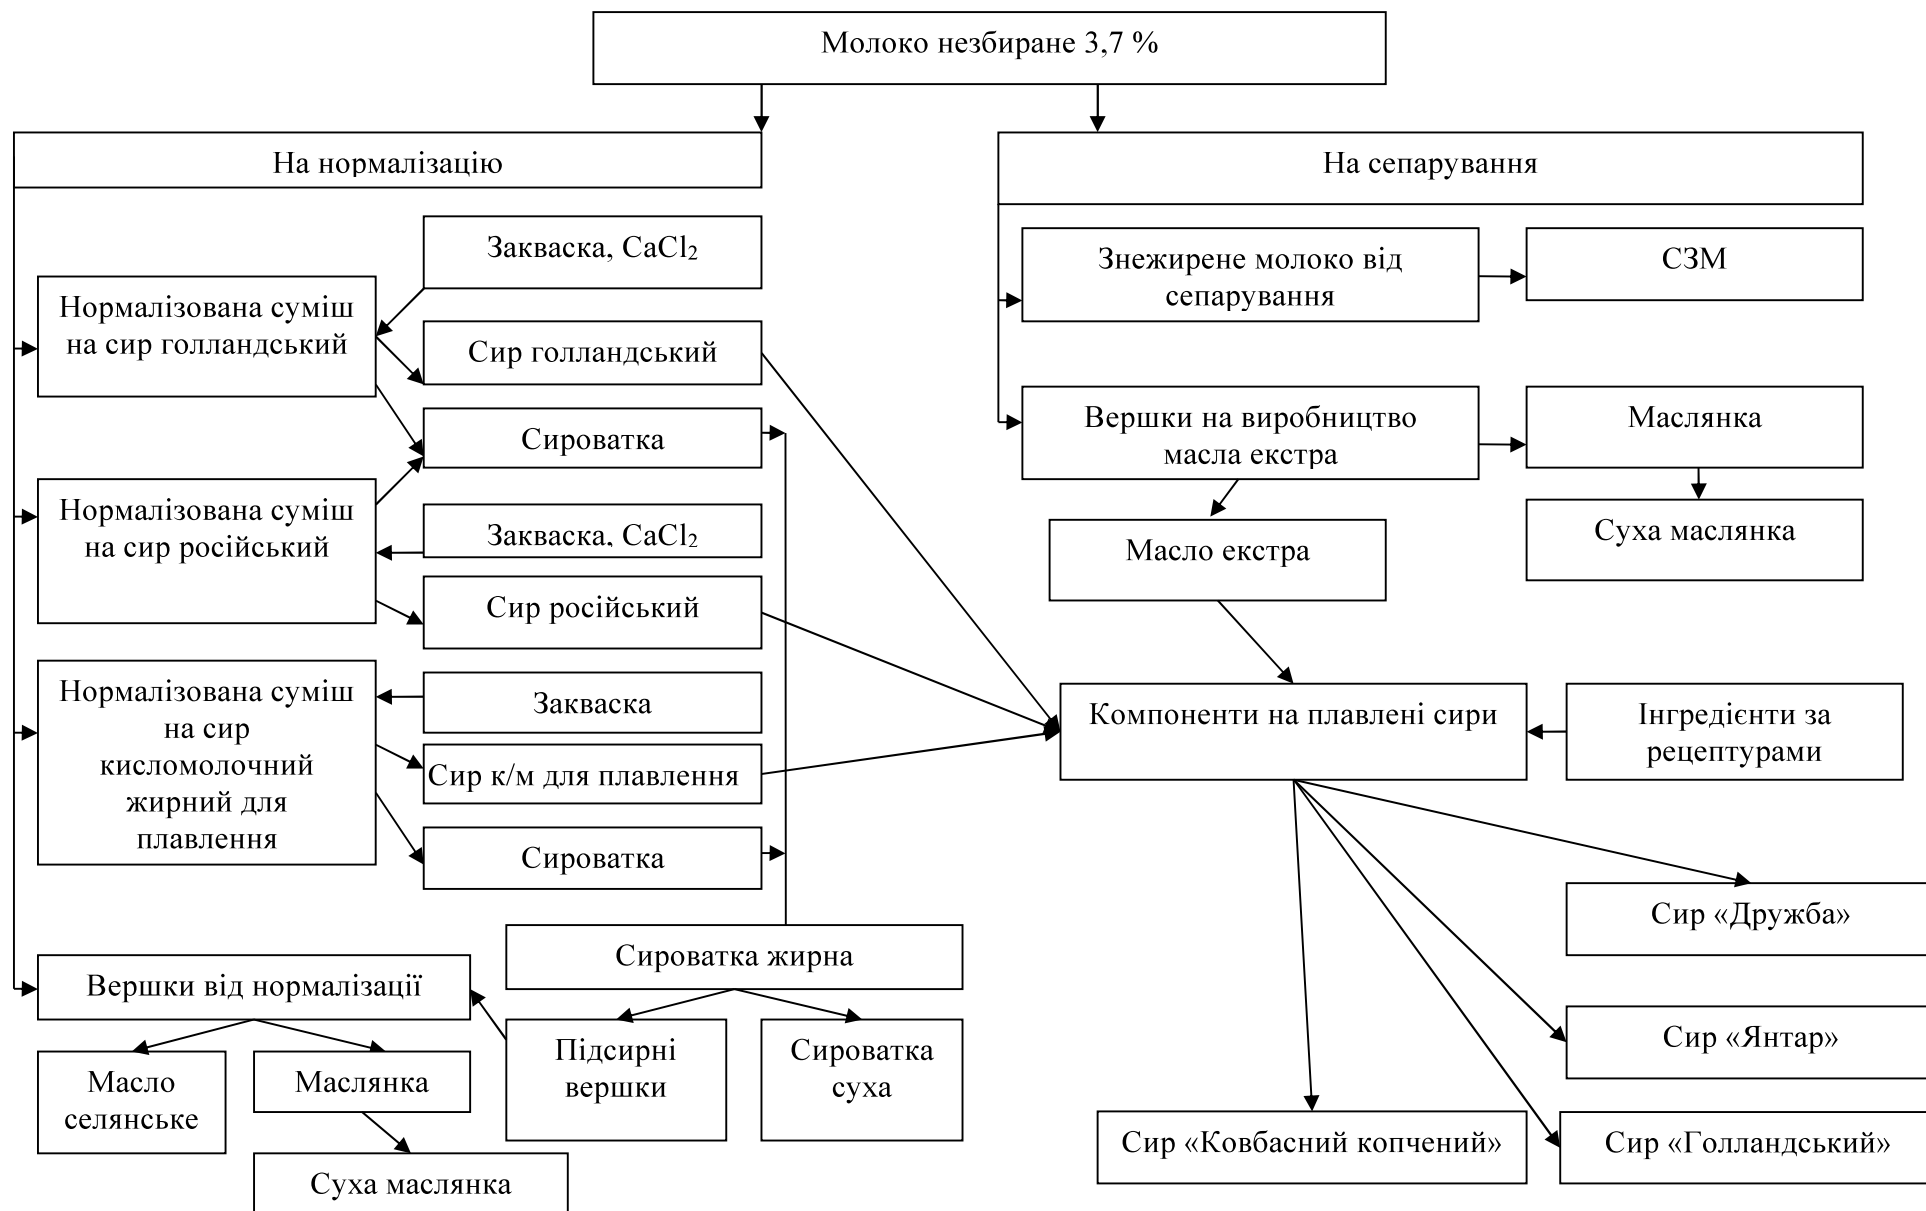 Молоко незбиране 3,7 %
На нормалізацію
На сепарування
Закваска, CaCl₂
Нормалізована суміш
на сир голландський
Сир голландський
Сироватка
Нормалізована суміш
на сир російський
Закваска, CaCl₂
Сир російський
Нормалізована суміш
на сир
кисломолочний
жирний для
плавлення
Закваска
Сир к/м для плавлення
Сироватка
Сироватка жирна
Вершки від нормалізації
Підсирні
вершки
Сироватка
суха
Масло
селянське
Маслянка
Суха маслянка
Знежирене молоко від
сепарування
СЗМ
Вершки на виробництво
масла екстра
Маслянка
Суха маслянка
Масло екстра
Компоненти на плавлені сири
Інгредієнти за
рецептурами
Сир «Дружба»
Сир «Янтар»
Сир «Ковбасний копчений»
Сир «Голландський»